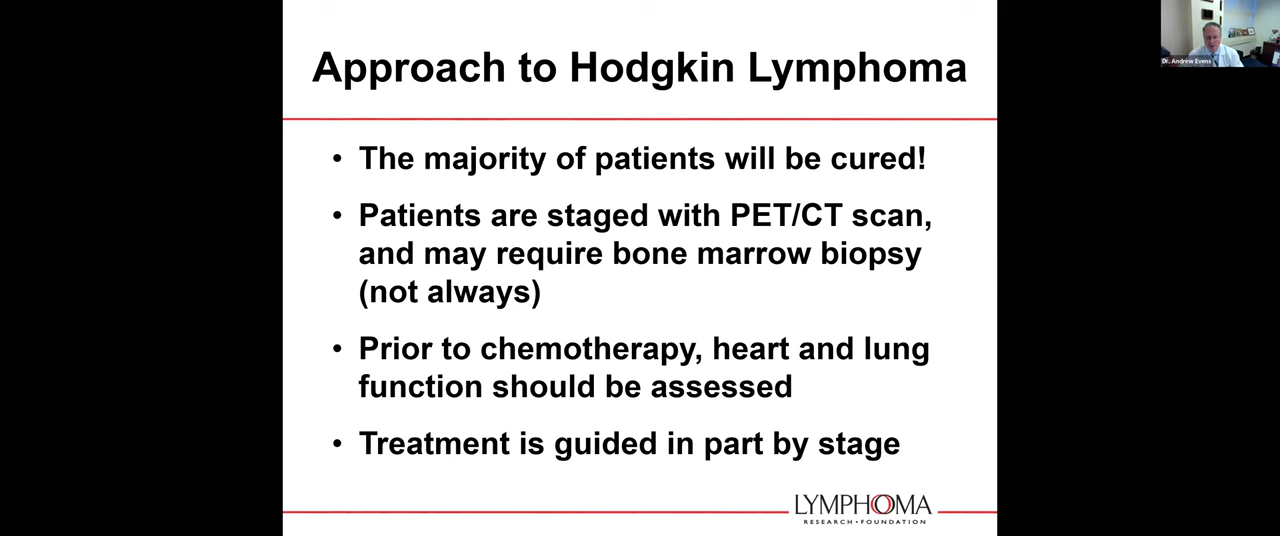 Approach to Hodgkin Lymphoma
Dr. Andrew Evens
• The majority of patients will be cured!
• Patients are staged with PET/CT scan,
and may require bone marrow biopsy
(not always)
• Prior to chemotherapy, heart and lung
function should be assessed
• Treatment is guided in part by stage
LYMPHOMA
RESEARCH • FOUNDATION